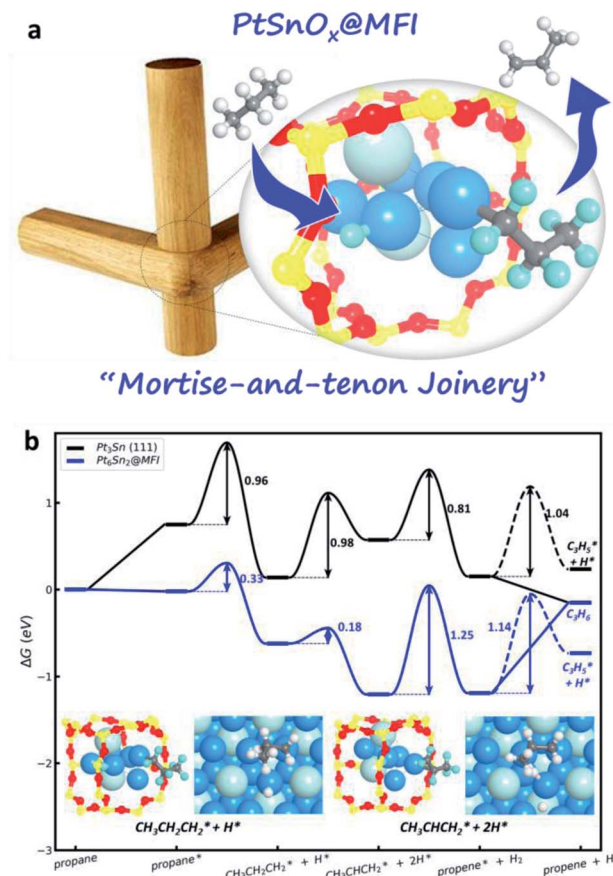 a
PtSnOₓ@MFI
“Mortise-and-tenon Joinery”
b
Pt₃Sn (111)
Pt₆Sn₂@MFI
ΔG (eV)
1
0
−1
−2
−3
0.96
0.98
0.81
1.04
C₃H₅*
+ H*
C₃H₆
0.33
0.18
1.25
1.14
C₃H₅*
+ H*
CH₃CH₂CH₂* + H*
CH₃CHCH₂* + 2H*
propane
propane*
CH₃CH₂CH₂* + H*
CH₃CHCH₂* + 2H*
propene* + H₂
propene + H